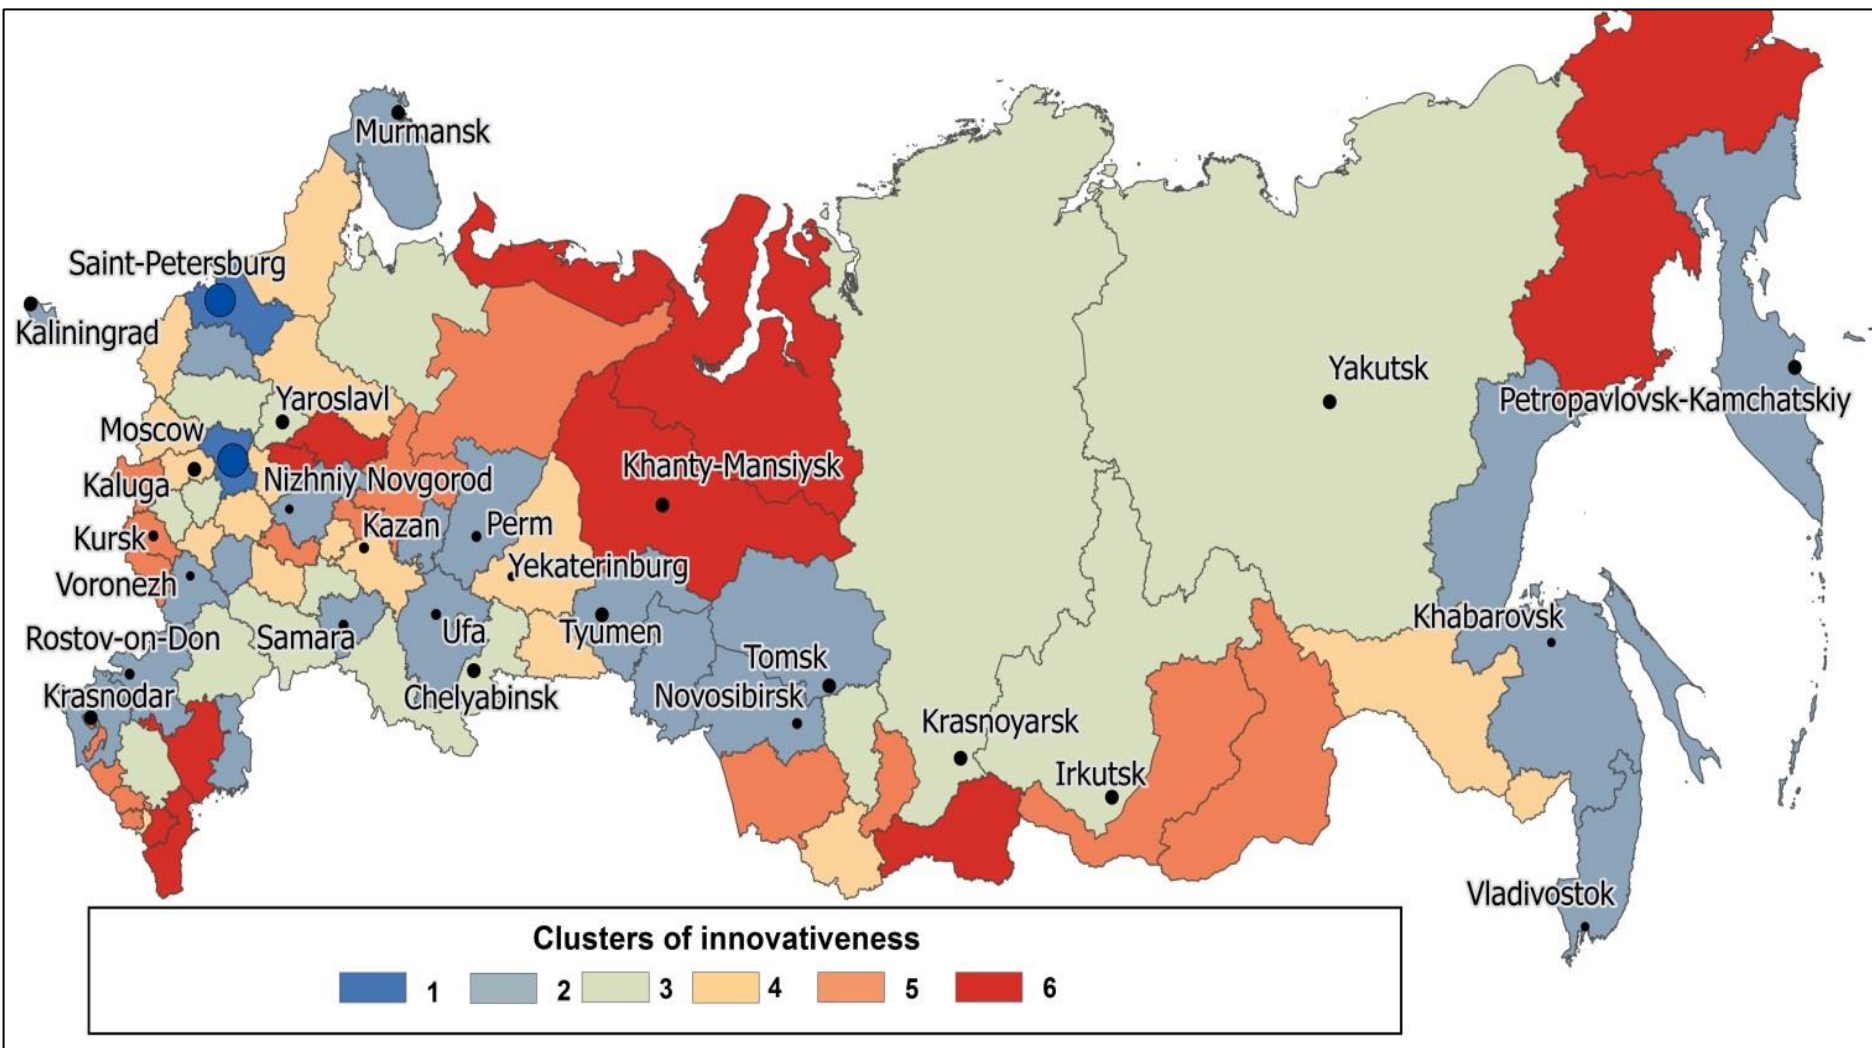 Murmansk
Saint-Petersburg
Kaliningrad
Yaroslavl
Moscow
Kaluga
Nizhniy Novgorod
Khanty-Mansiysk
Yakutsk
Petropavlovsk-Kamchatskiy
Kursk
Kazan
Perm
Voronezh
Yekaterinburg
Rostov-on-Don
Samara
Ufa
Tyumen
Khabarovsk
Krasnodar
Chelyabinsk
Tomsk
Novosibirsk
Krasnoyarsk
Irkutsk
Vladivostok
Clusters of innovativeness
1 2 3 4 5 6